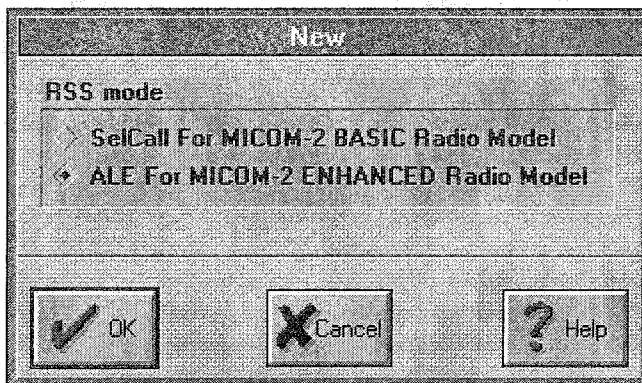 New
RSS mode
SelCall For MICOM-2 BASIC Radio Model
ALE For MICOM-2 ENHANCED Radio Model
OK
Cancel
? Help